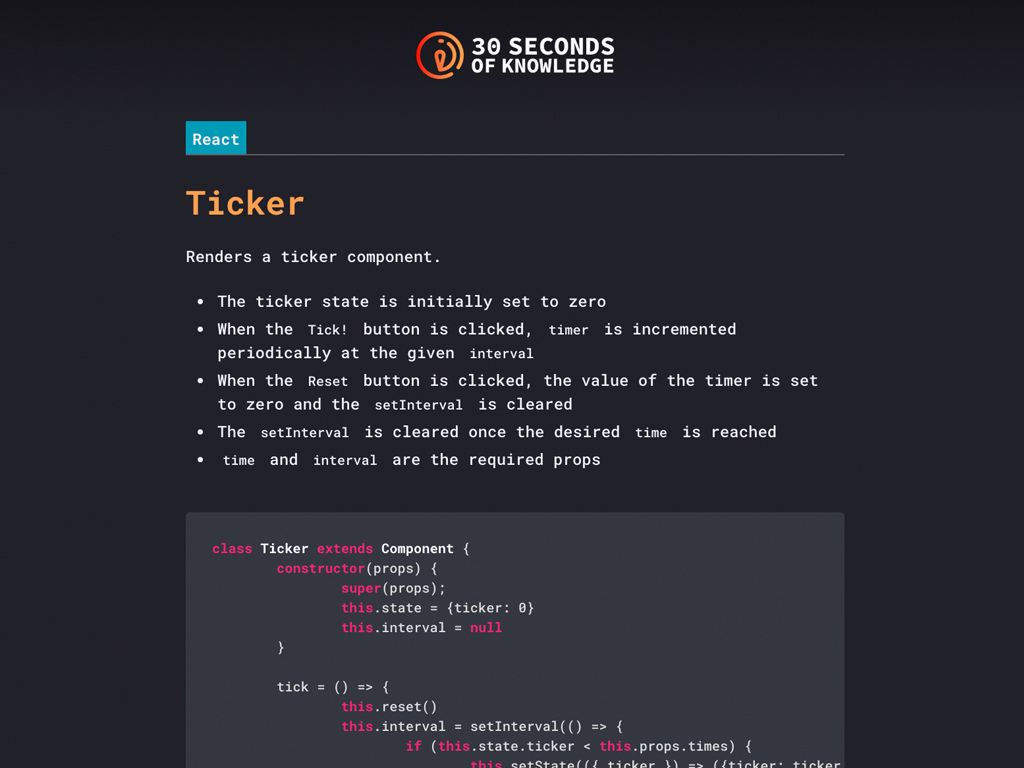 30 SECONDS
OF KNOWLEDGE
React
Ticker
Renders a ticker component.
• The ticker state is initially set to zero
• When the Tick! button is clicked, timer is incremented
periodically at the given interval
• When the Reset button is clicked, the value of the timer is set
to zero and the setInterval is cleared
• The setInterval is cleared once the desired time is reached
• time and interval are the required props
class Ticker extends Component {
constructor(props) {
super(props);
this.state = {ticker: 0}
this.interval = null
}
tick = () => {
this.reset()
this.interval = setInterval(() => {
if (this.state.ticker < this.props.times) {
this.setState(({ ticker }) => ({ticker: ticker